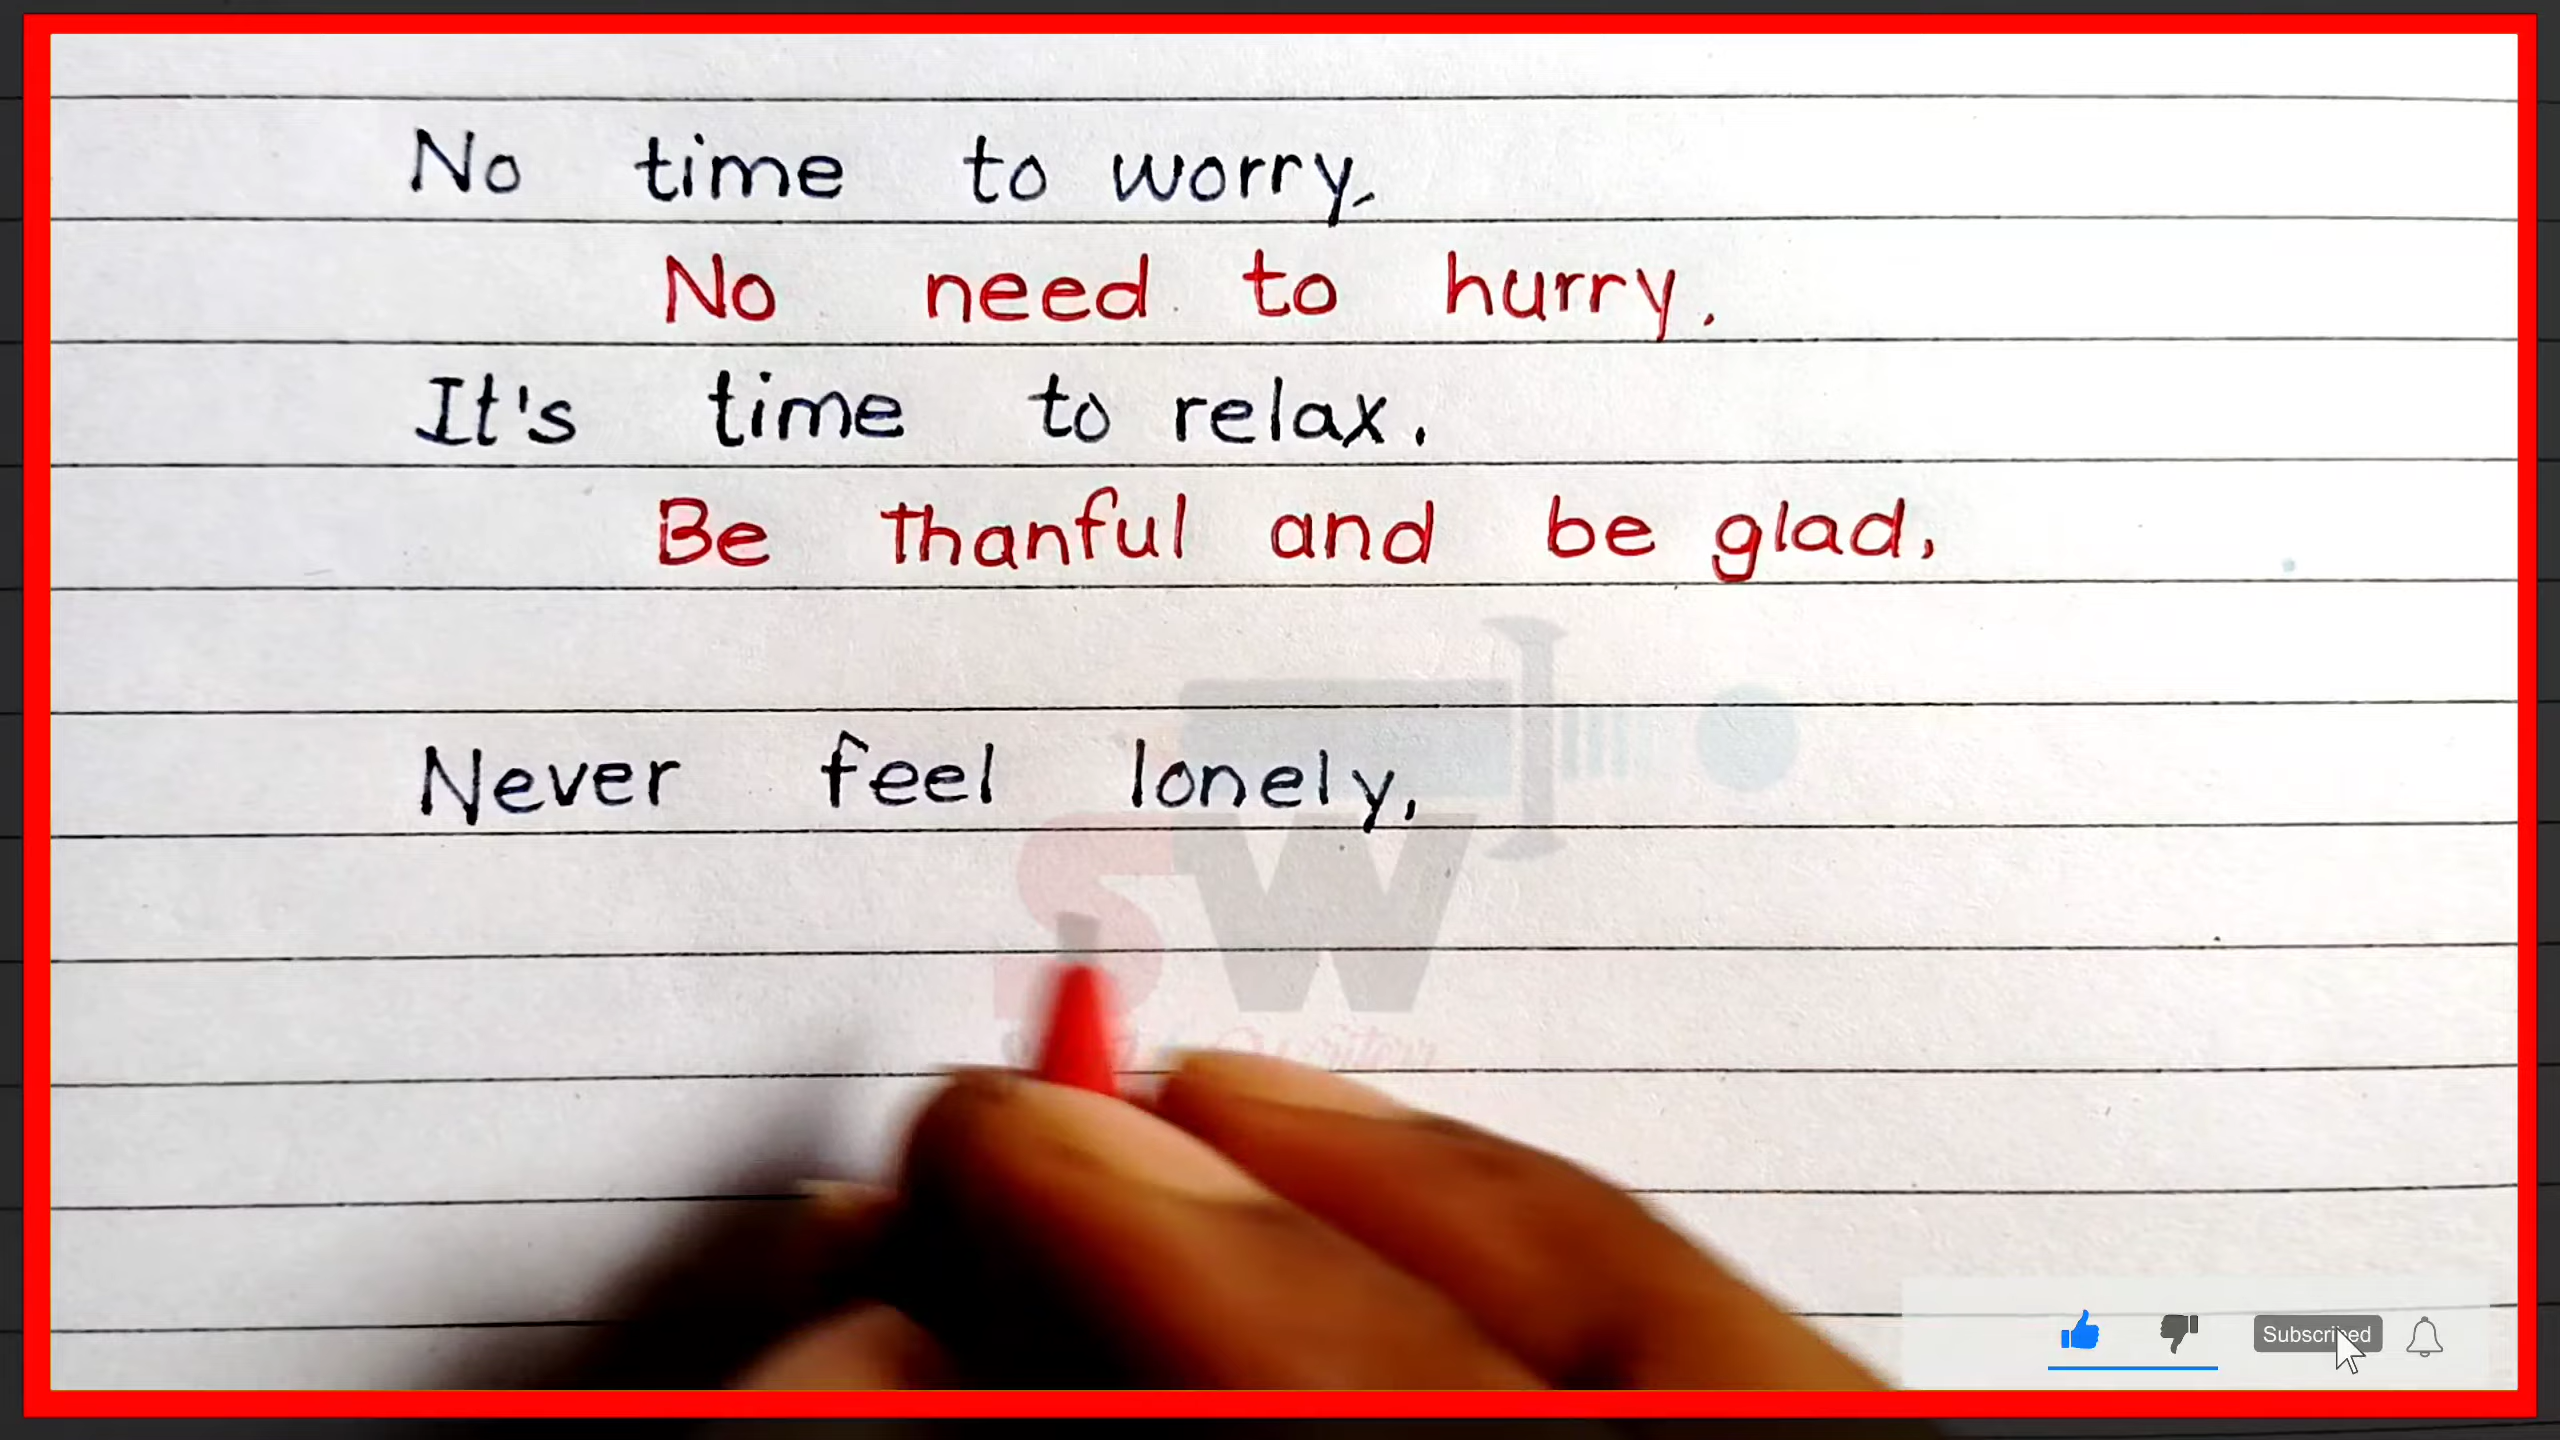 No time to worry,
No need to hurry.
It's time to relax.
Be Thanful and be glad.
Never feel lonely,
SW
Subscribed